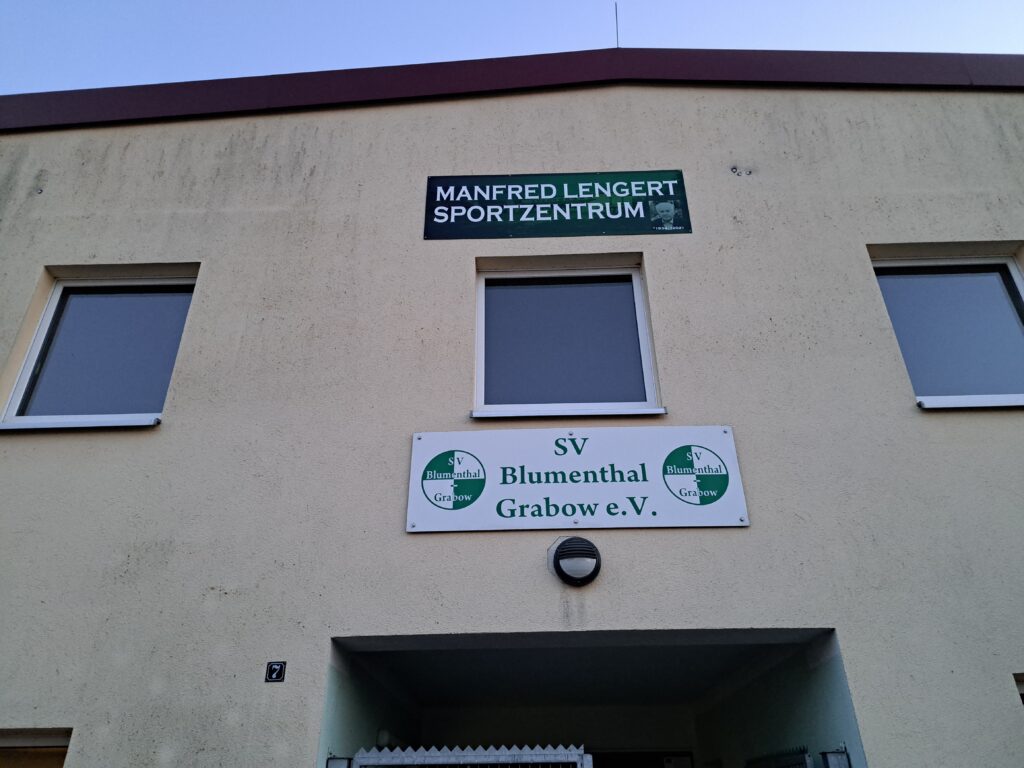 MANFRED LENGERT
SPORTZENTRUM
SV
Blumenthal
Grabow e.V.
SV
Blumenthal
-
Grabow
SV
Blumenthal
-
Grabow
7